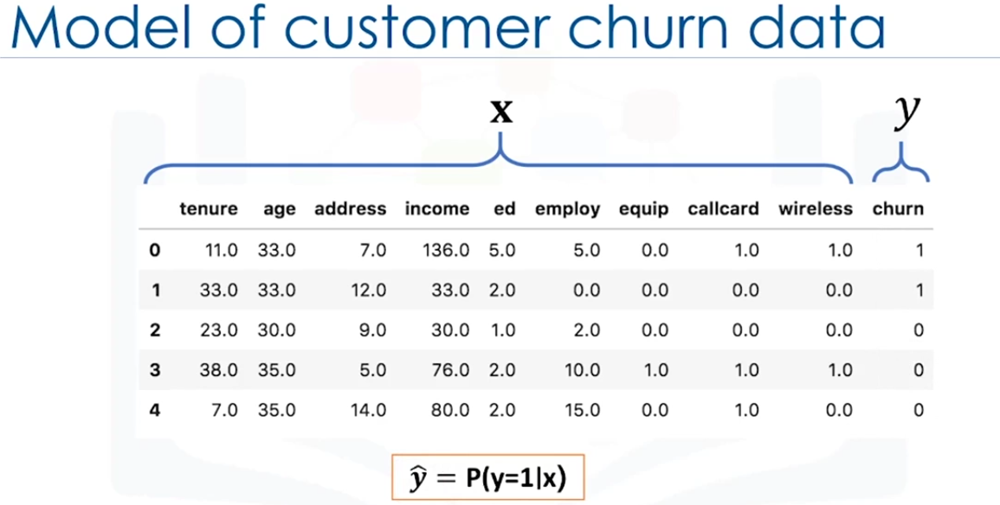 Model of customer churn data
x y
tenure age address income ed employ equip callcard wireless churn
0 11.0 33.0 7.0 136.0 5.0 5.0 0.0 1.0 1.0 1
1 33.0 33.0 12.0 33.0 2.0 0.0 0.0 0.0 0.0 1
2 23.0 30.0 9.0 30.0 1.0 2.0 0.0 0.0 0.0 0
3 38.0 35.0 5.0 76.0 2.0 10.0 1.0 1.0 1.0 0
4 7.0 35.0 14.0 80.0 2.0 15.0 0.0 1.0 0.0 0
ŷ = P(y=1|x)